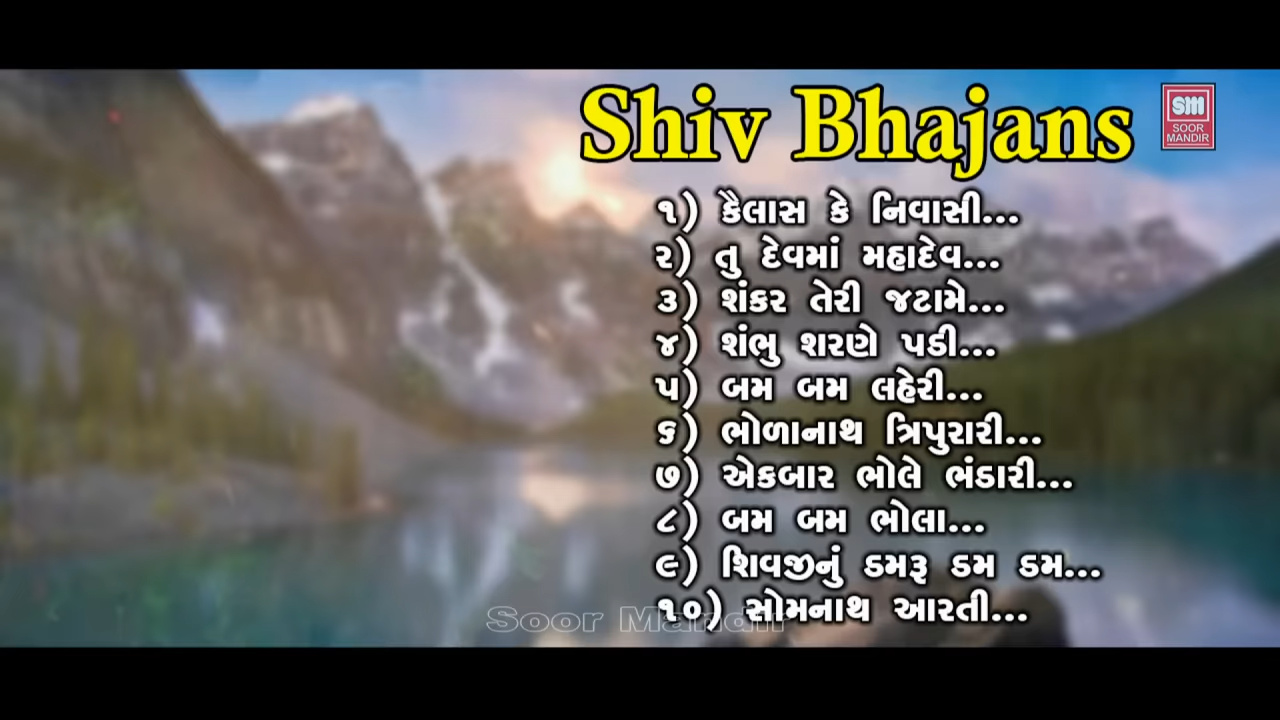 Shiv Bhajans
SM
SOOR
MANDIR
૧) કૈલાસ કે નિવાસી...
૨) તુ દેવમાં મહાદેવ...
૩) શંકર તેરી જટામે...
૪) શંભુ શરણે પડી...
૫) બમ બમ લહેરી...
૬) ભોળાનાથ ત્રિપુરારી...
૭) એકબાર ભોલે ભંડારી...
૮) બમ બમ ભોલા...
૯) શિવજીનું ડમરૂ ડમ ડમ...
૧૦) સોમનાથ આરતી...
Soor Mandir